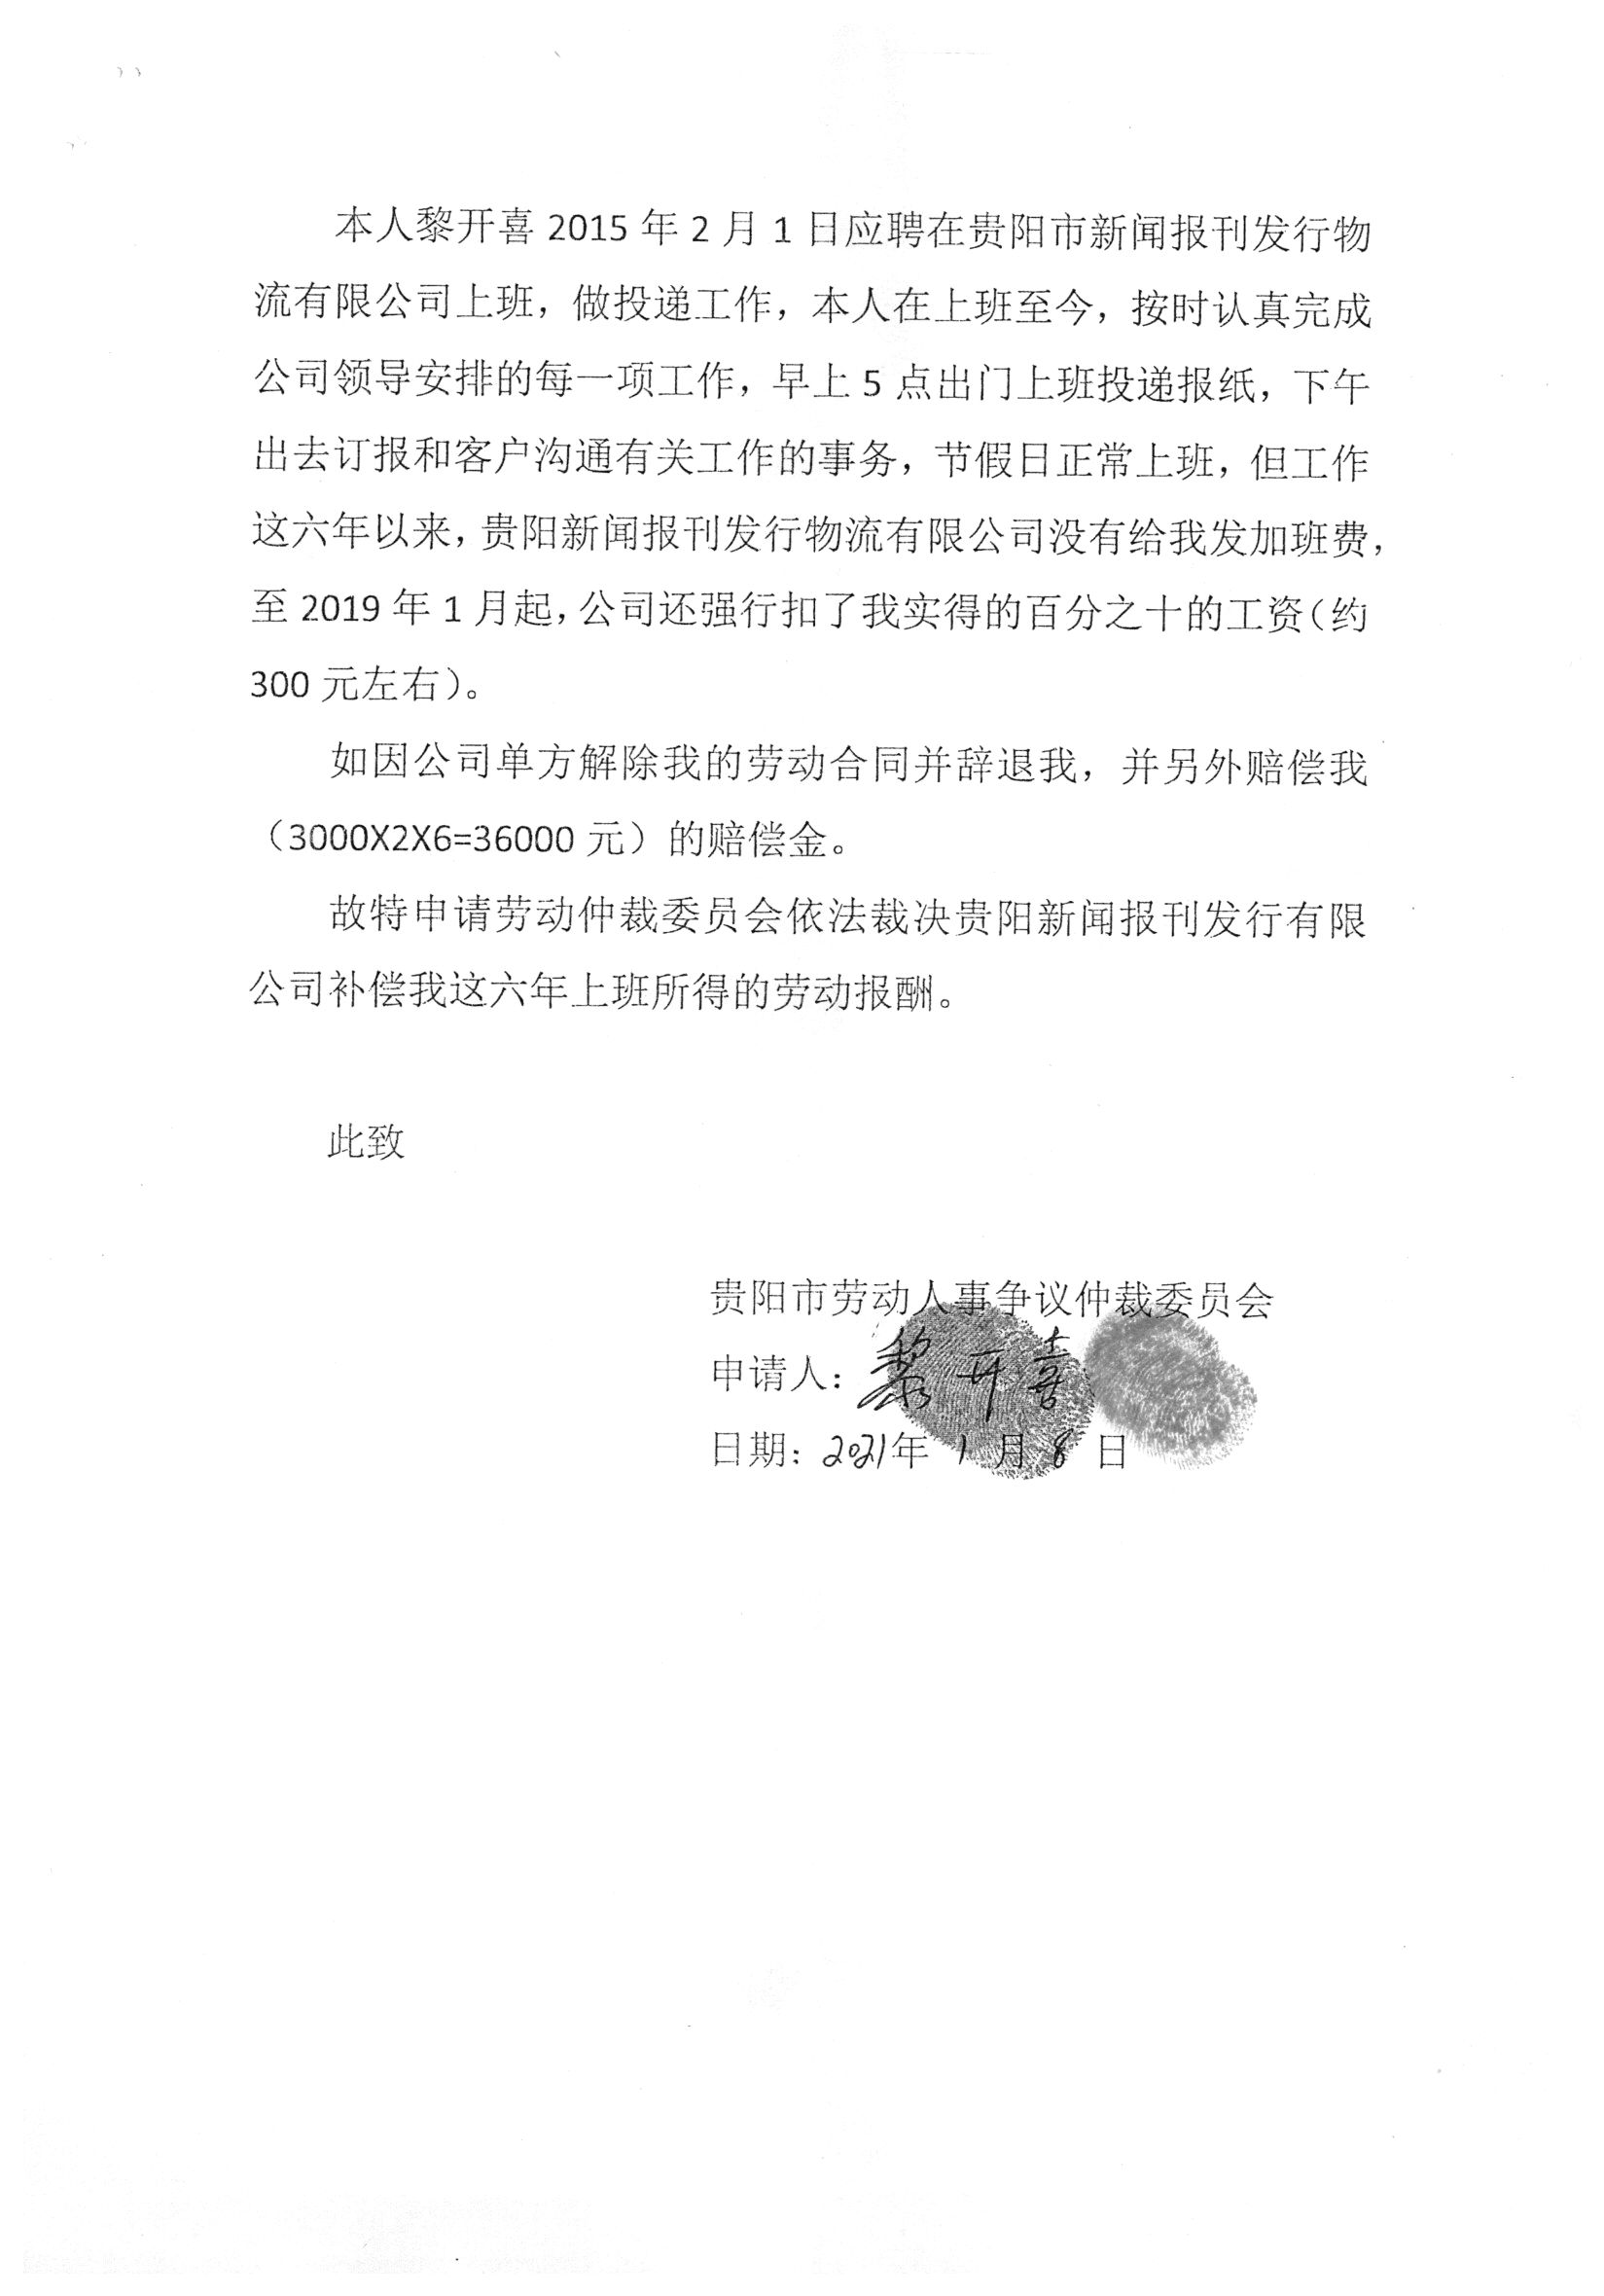 本人黎开喜 2015 年 2 月 1 日应聘在贵阳市新闻报刊发行物
流有限公司上班，做投递工作，本人在上班至今，按时认真完成
公司领导安排的每一项工作，早上 5 点出门上班投递报纸，下午
出去订报和客户沟通有关工作的事务，节假日正常上班，但工作
这六年以来，贵阳新闻报刊发行物流有限公司没有给我发加班费，
至 2019 年 1 月起，公司还强行扣了我实得的百分之十的工资（约
300 元左右）。
如因公司单方解除我的劳动合同并辞退我，并另外赔偿我
（3000X2X6=36000 元）的赔偿金。
故特申请劳动仲裁委员会依法裁决贵阳新闻报刊发行有限
公司补偿我这六年上班所得的劳动报酬。
此致
贵阳市劳动人事争议仲裁委员会
申请人：黎开喜
日期：2021年 1 月 8 日